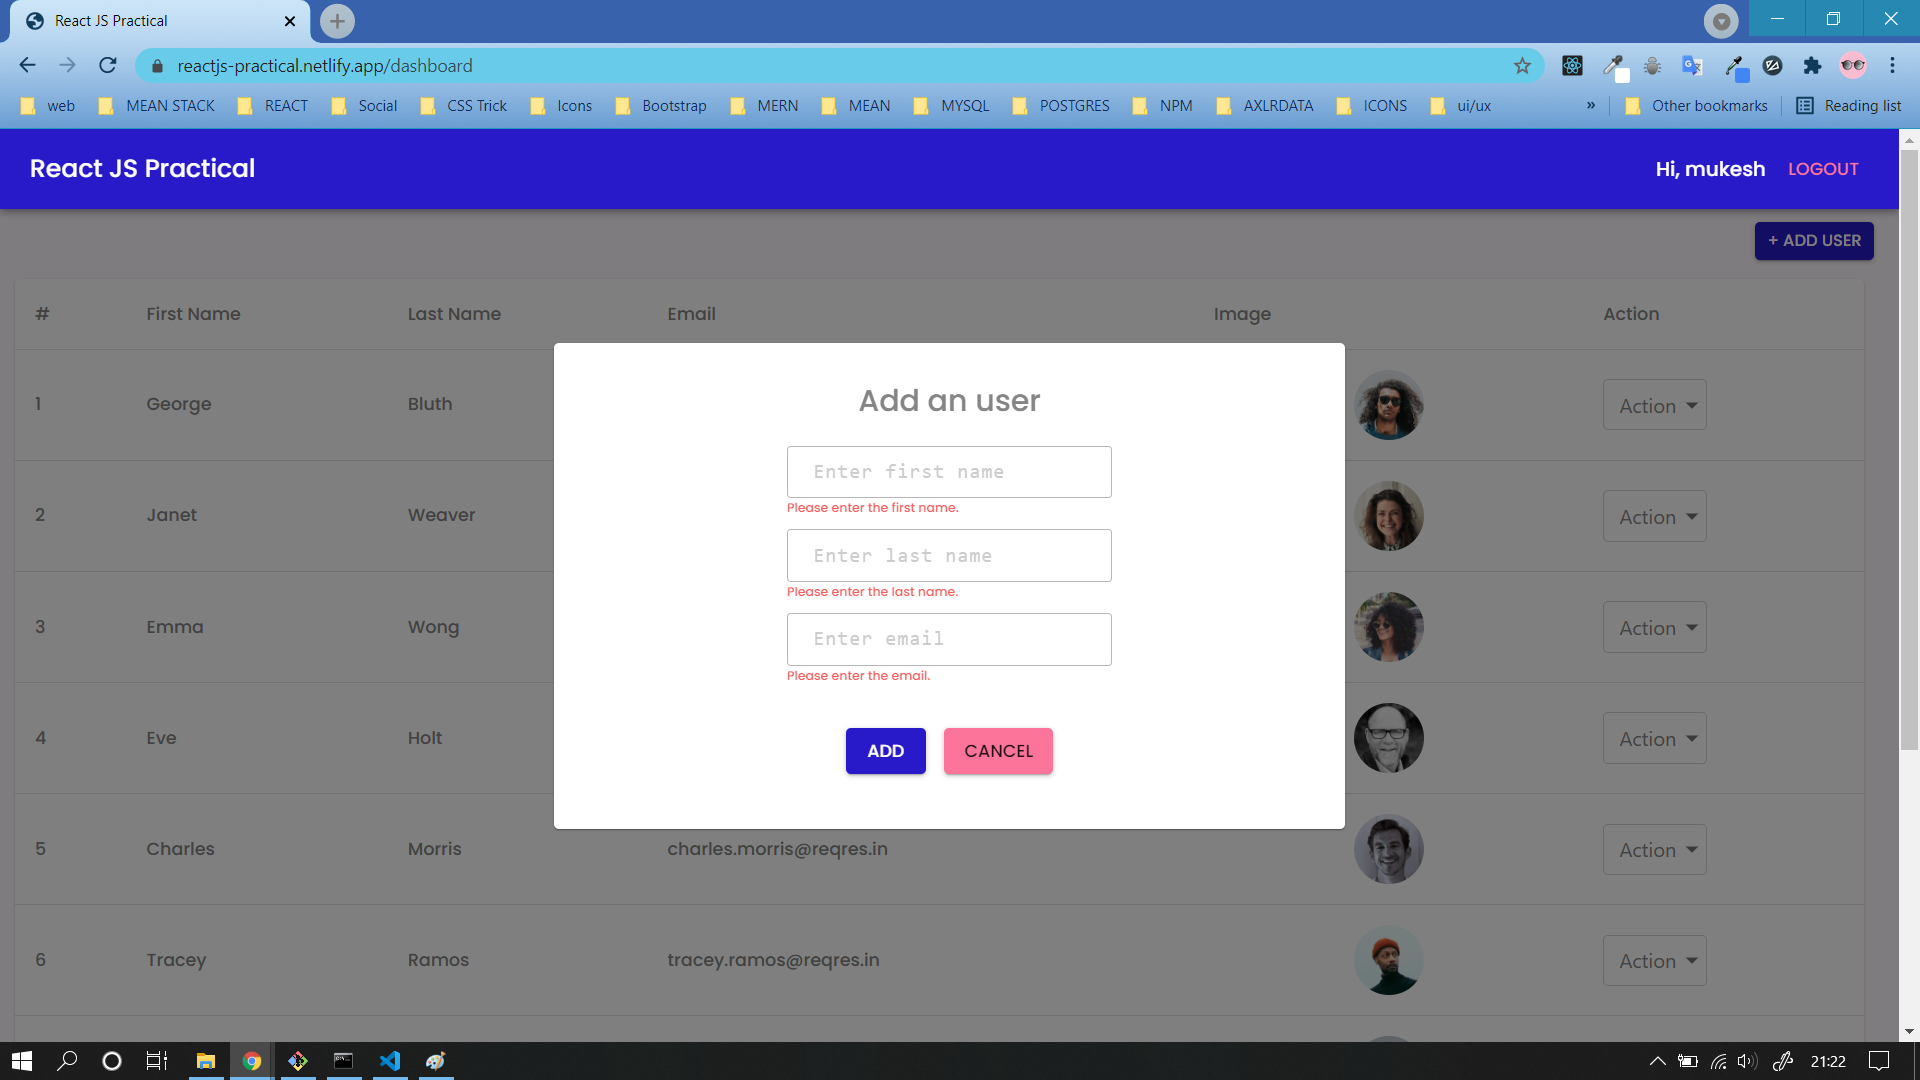 React JS Practical
reactjs-practical.netlify.app/dashboard
web MEAN STACK REACT Social CSS Trick Icons Bootstrap MERN MEAN MYSQL POSTGRES NPM AXLRDATA ICONS ui/ux » Other bookmarks Reading list
React JS Practical Hi, mukesh LOGOUT
+ ADD USER
# First Name Last Name Email Image Action
1 George Bluth Action
2 Janet Weaver Action
3 Emma Wong Action
4 Eve Holt Action
5 Charles Morris charles.morris@reqres.in Action
6 Tracey Ramos tracey.ramos@reqres.in Action
Add an user
Enter first name
Please enter the first name.
Enter last name
Please enter the last name.
Enter email
Please enter the email.
ADD CANCEL
21:22